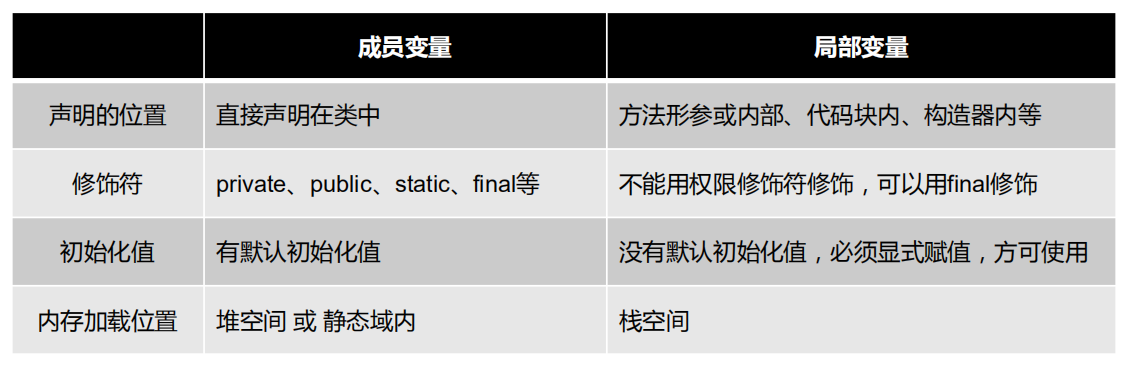 成员变量 局部变量
声明的位置 直接声明在类中 方法形参或内部、代码块内、构造器内等
修饰符 private、public、static、final等 不能用权限修饰符修饰，可以用final修饰
初始化值 有默认初始化值 没有默认初始化值，必须显式赋值，方可使用
内存加载位置 堆空间 或 静态域内 栈空间